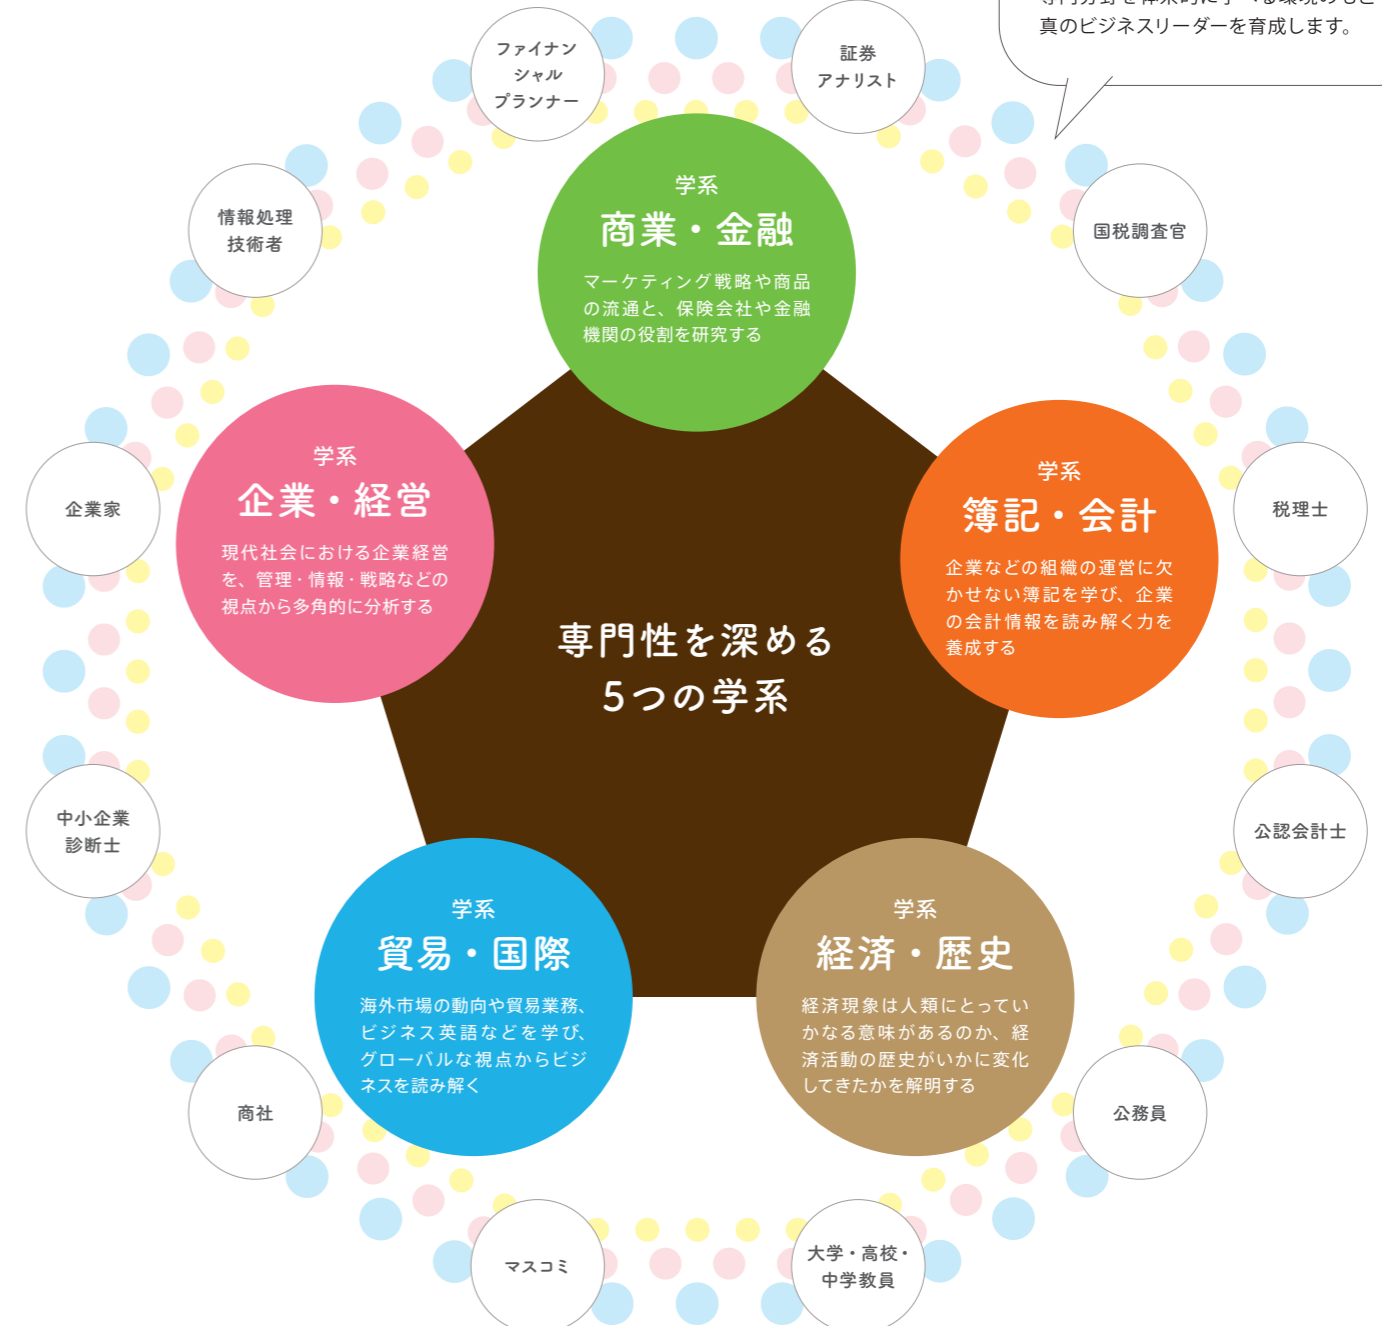 真のビジネスリーダーを育成します。
ファイナン
シャル
プランナー
証券
アナリスト
情報処理
技術者
国税調査官
企業家
税理士
中小企業
診断士
公認会計士
商社
公務員
マスコミ
大学・高校・
中学教員
学系
商業・金融
マーケティング戦略や商品
の流通と、保険会社や金融
機関の役割を研究する
学系
企業・経営
現代社会における企業経営
を、管理・情報・戦略などの
視点から多角的に分析する
学系
簿記・会計
企業などの組織の運営に欠
かせない簿記を学び、企業
の会計情報を読み解く力を
養成する
専門性を深める
5つの学系
学系
貿易・国際
海外市場の動向や貿易業務、
ビジネス英語などを学び、
グローバルな視点からビジ
ネスを読み解く
学系
経済・歴史
経済現象は人類にとってい
かなる意味があるのか、経
済活動の歴史がいかに変化
してきたかを解明する